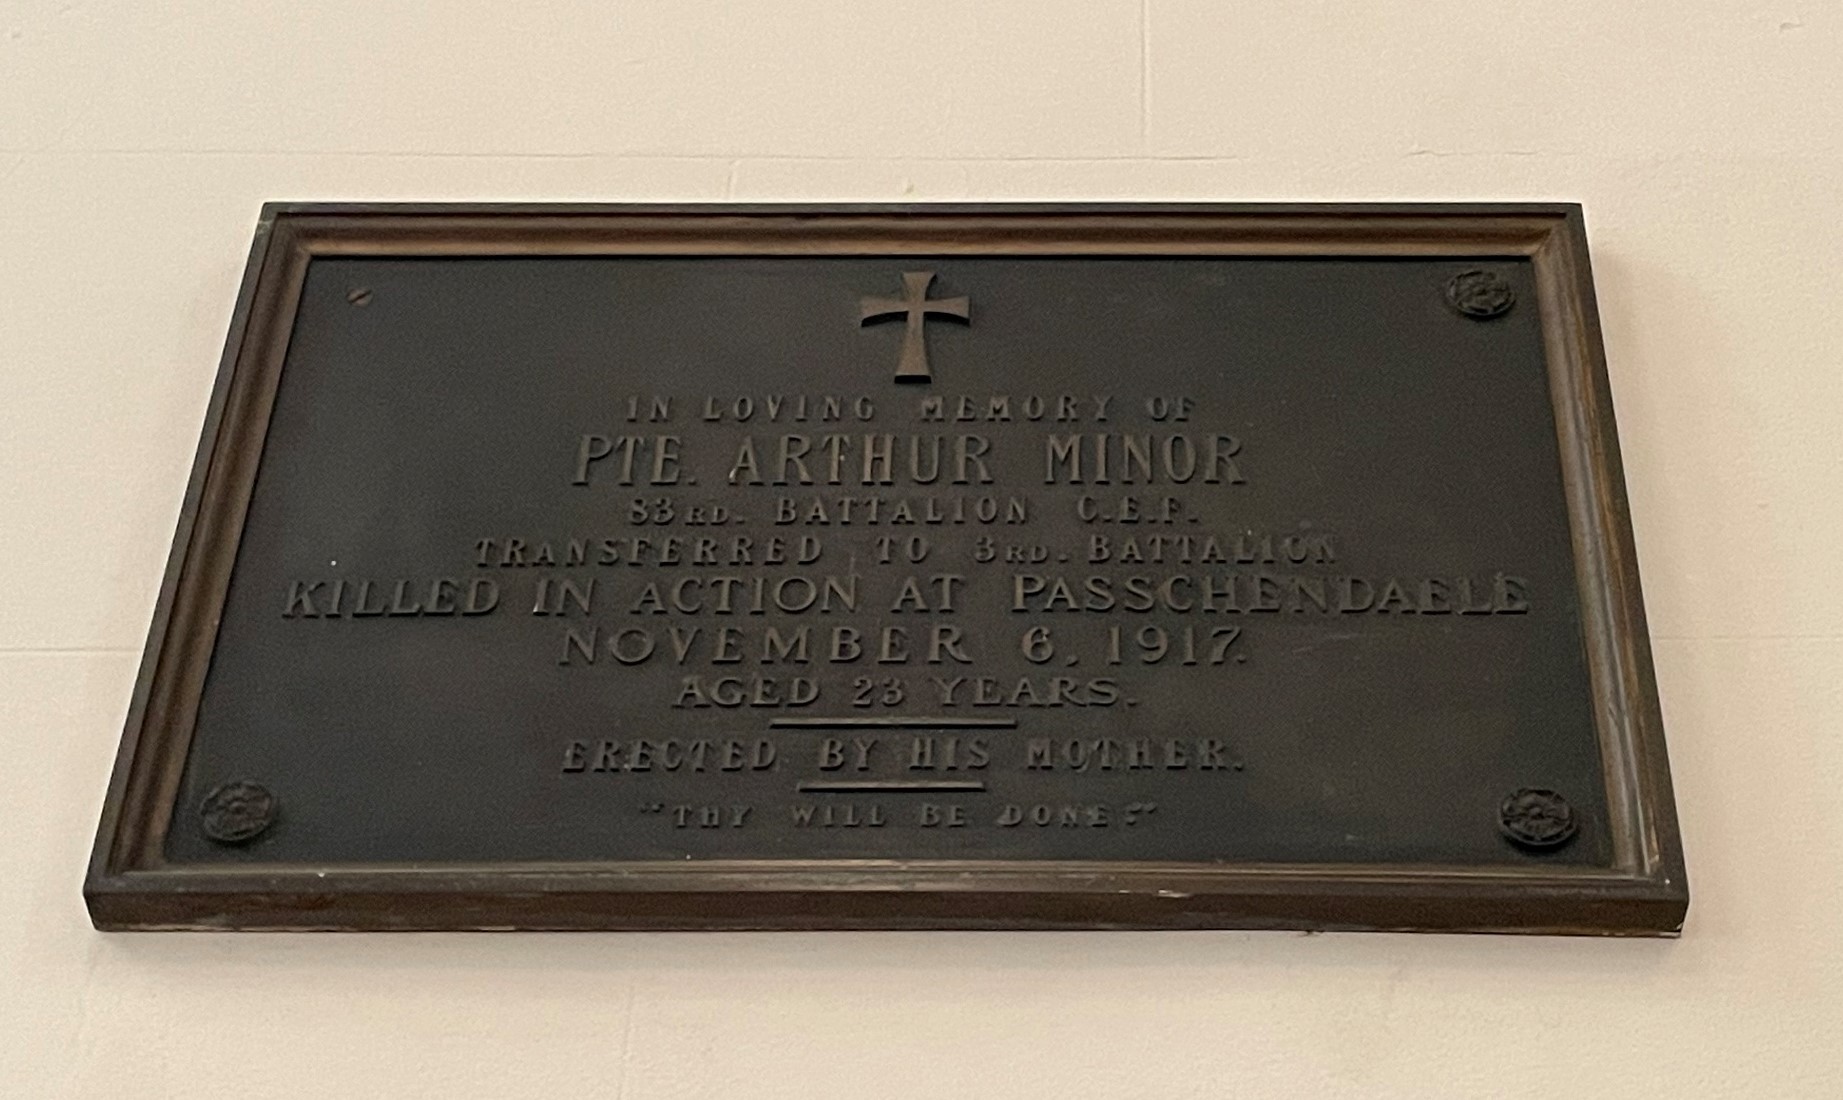 IN LOVING MEMORY OF
PTE. ARTHUR MINOR
83RD. BATTALION C.E.F.
TRANSFERRED TO 3RD. BATTALION
KILLED IN ACTION AT PASSCHENDAELE
NOVEMBER 6, 1917.
AGED 23 YEARS.
ERECTED BY HIS MOTHER.
"THY WILL BE DONE."